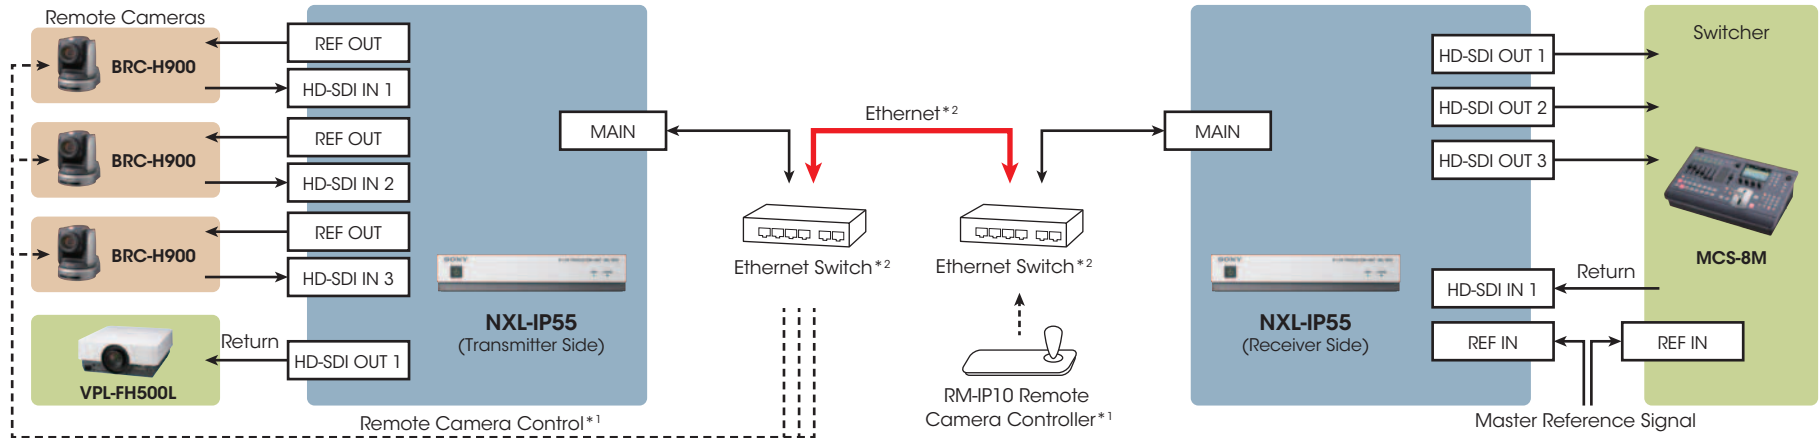 Remote Cameras
BRC-H900
REF OUT
HD-SDI IN 1
BRC-H900
REF OUT
HD-SDI IN 2
BRC-H900
REF OUT
HD-SDI IN 3
VPL-FH500L
Return
HD-SDI OUT 1
MAIN
SONY
NXL-IP55
(Transmitter Side)
Remote Camera Control*1
Ethernet*2
Ethernet Switch*2
Ethernet Switch*2
RM-IP10 Remote
Camera Controller*1
MAIN
SONY
NXL-IP55
(Receiver Side)
HD-SDI OUT 1
HD-SDI OUT 2
HD-SDI OUT 3
HD-SDI IN 1
REF IN
Return
Switcher
MCS-8M
REF IN
Master Reference Signal